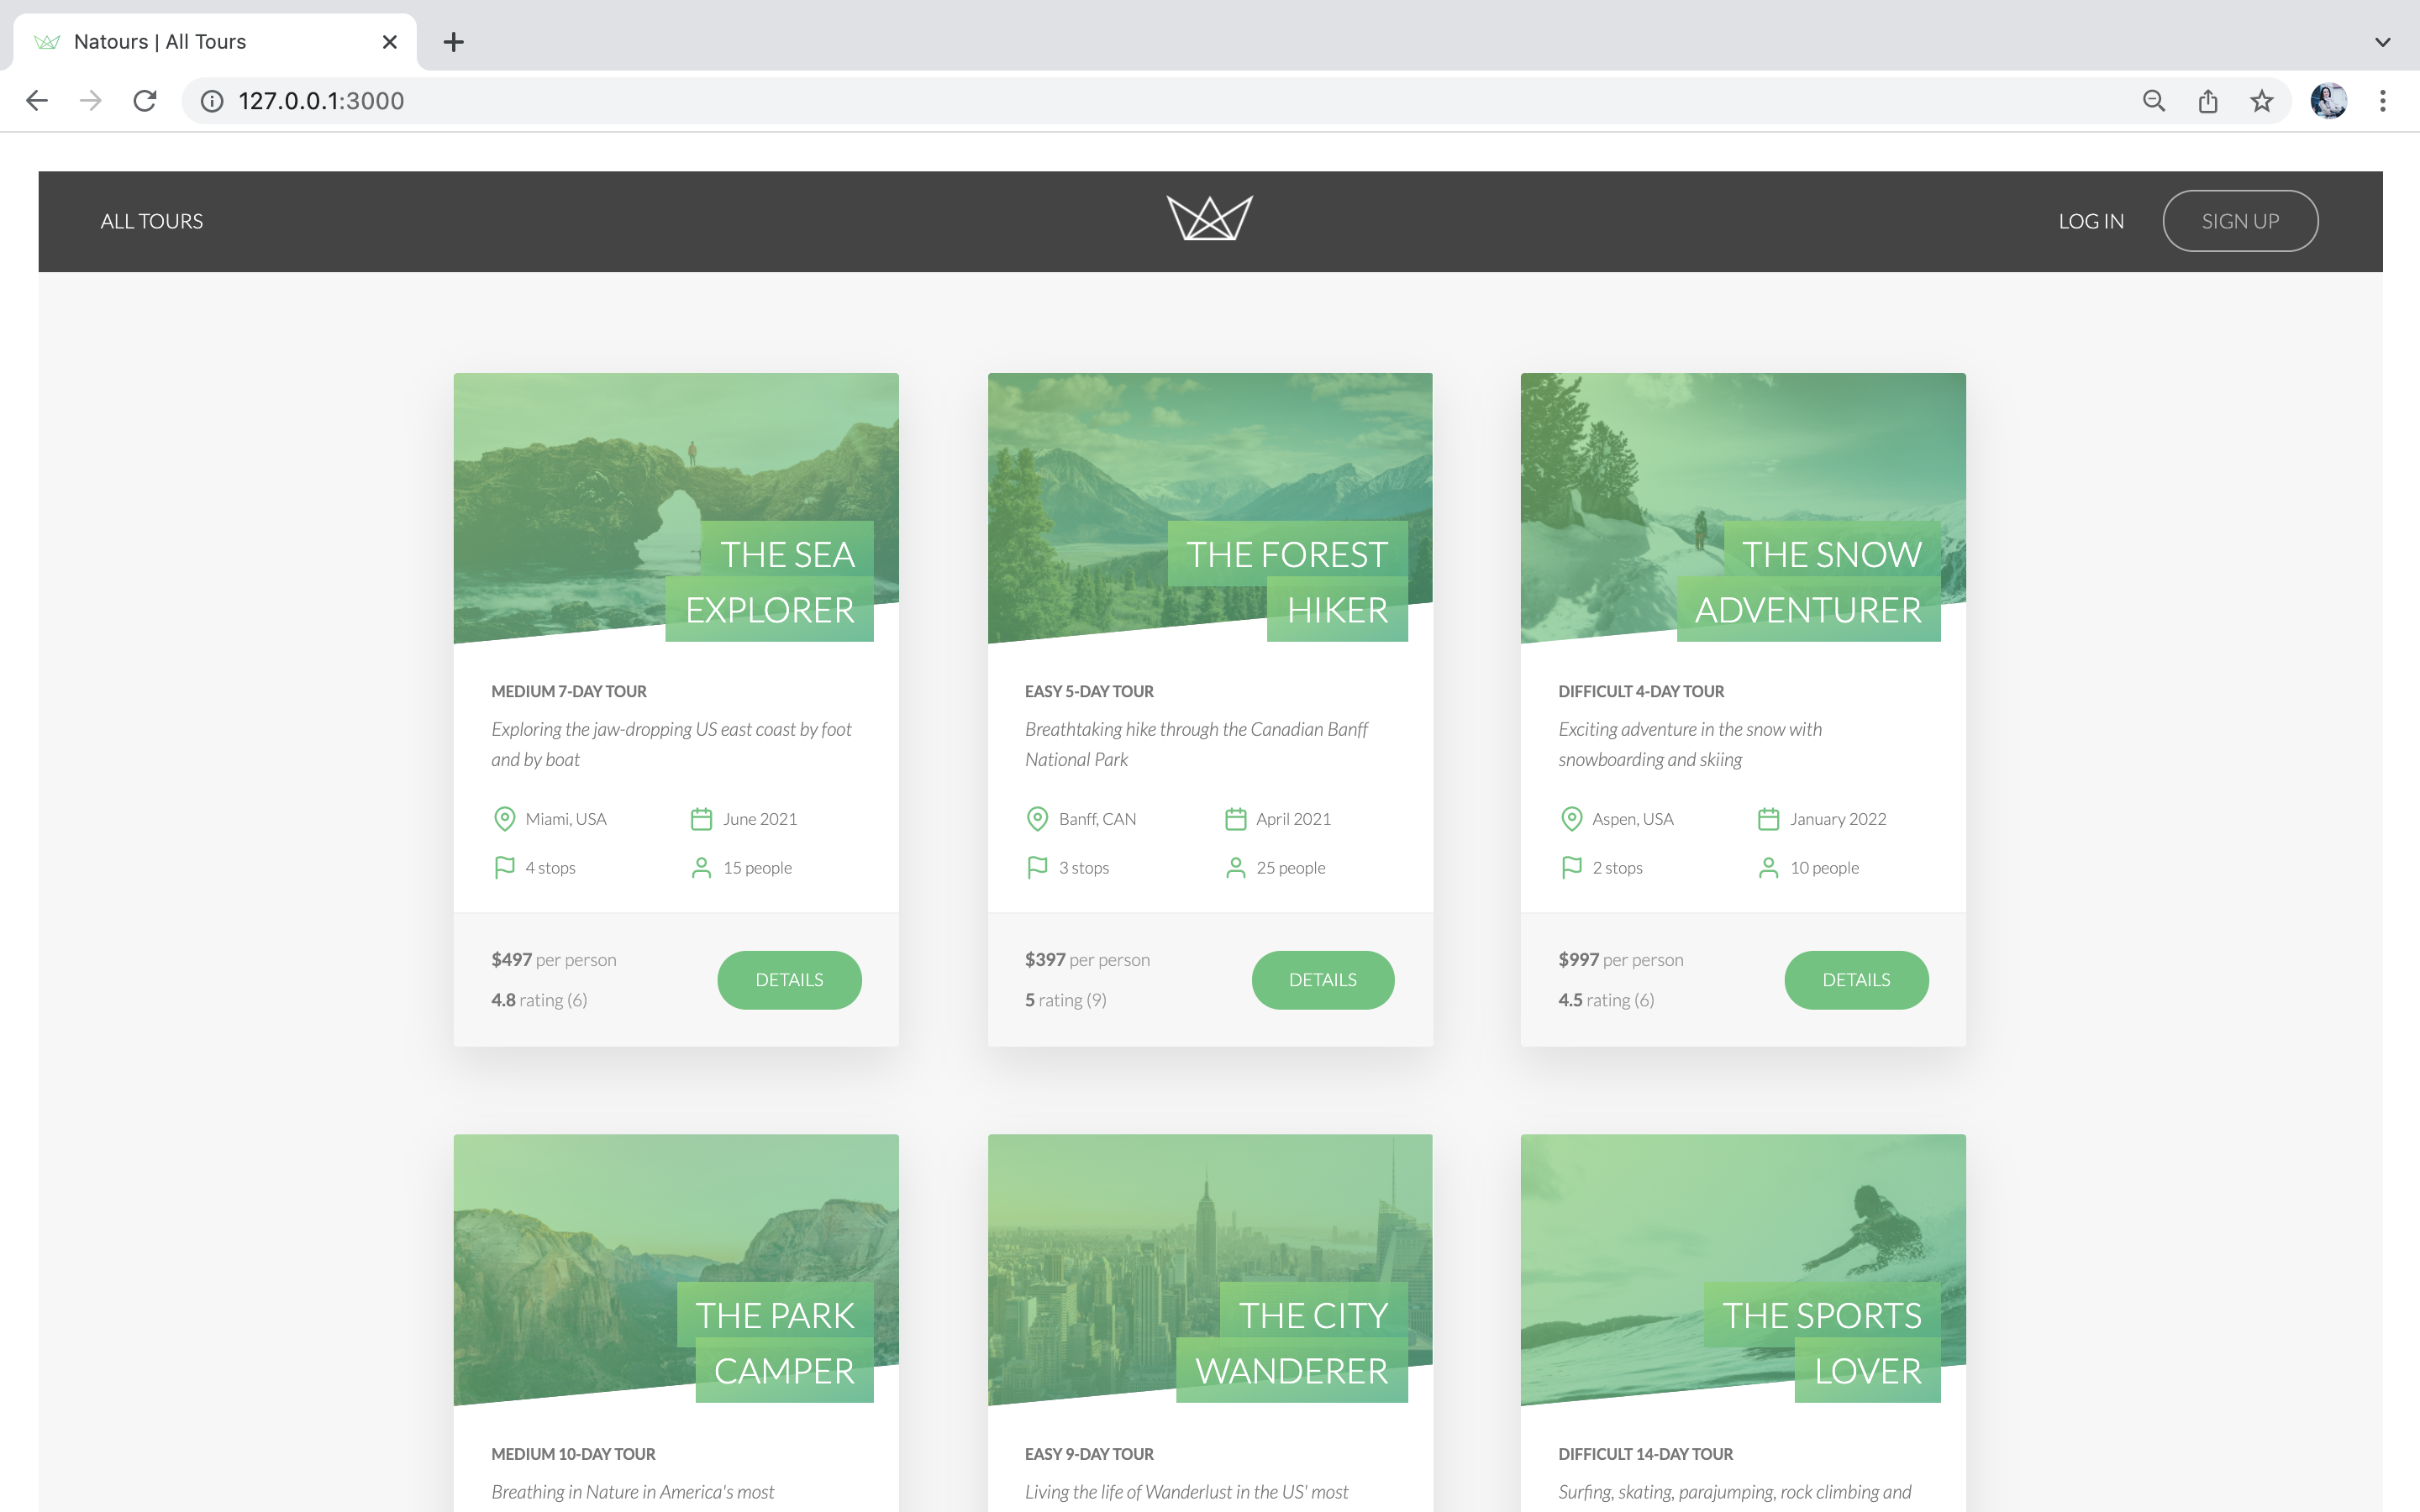 Natours | All Tours
127.0.0.1:3000
ALL TOURS
LOG IN
SIGN UP
THE SEA
EXPLORER
MEDIUM 7-DAY TOUR
Exploring the jaw-dropping US east coast by foot
and by boat
Miami, USA
June 2021
4 stops
15 people
$497 per person
4.8 rating (6)
DETAILS
THE FOREST
HIKER
EASY 5-DAY TOUR
Breathtaking hike through the Canadian Banff
National Park
Banff, CAN
April 2021
3 stops
25 people
$397 per person
5 rating (9)
DETAILS
THE SNOW
ADVENTURER
DIFFICULT 4-DAY TOUR
Exciting adventure in the snow with
snowboarding and skiing
Aspen, USA
January 2022
2 stops
10 people
$997 per person
4.5 rating (6)
DETAILS
THE PARK
CAMPER
MEDIUM 10-DAY TOUR
Breathing in Nature in America's most
THE CITY
WANDERER
EASY 9-DAY TOUR
Living the life of Wanderlust in the US' most
THE SPORTS
LOVER
DIFFICULT 14-DAY TOUR
Surfing, skating, parajumping, rock climbing and